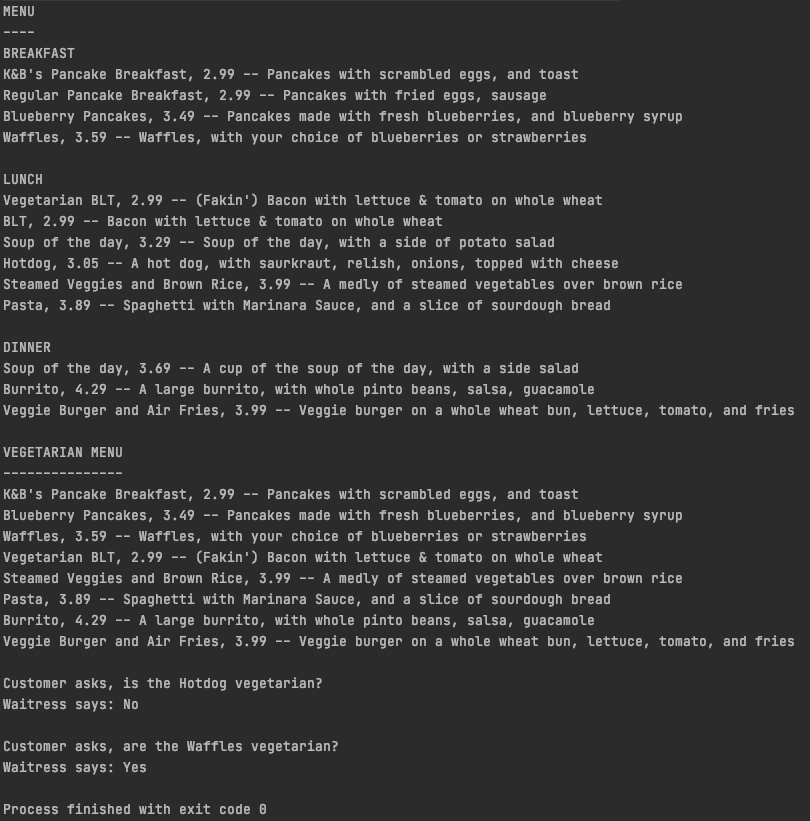 MENU
----
BREAKFAST
K&B's Pancake Breakfast, 2.99 -- Pancakes with scrambled eggs, and toast
Regular Pancake Breakfast, 2.99 -- Pancakes with fried eggs, sausage
Blueberry Pancakes, 3.49 -- Pancakes made with fresh blueberries, and blueberry syrup
Waffles, 3.59 -- Waffles, with your choice of blueberries or strawberries
LUNCH
Vegetarian BLT, 2.99 -- (Fakin') Bacon with lettuce & tomato on whole wheat
BLT, 2.99 -- Bacon with lettuce & tomato on whole wheat
Soup of the day, 3.29 -- Soup of the day, with a side of potato salad
Hotdog, 3.05 -- A hot dog, with saurkraut, relish, onions, topped with cheese
Steamed Veggies and Brown Rice, 3.99 -- A medly of steamed vegetables over brown rice
Pasta, 3.89 -- Spaghetti with Marinara Sauce, and a slice of sourdough bread
DINNER
Soup of the day, 3.69 -- A cup of the soup of the day, with a side salad
Burrito, 4.29 -- A large burrito, with whole pinto beans, salsa, guacamole
Veggie Burger and Air Fries, 3.99 -- Veggie burger on a whole wheat bun, lettuce, tomato, and fries
VEGETARIAN MENU
---------------
K&B's Pancake Breakfast, 2.99 -- Pancakes with scrambled eggs, and toast
Blueberry Pancakes, 3.49 -- Pancakes made with fresh blueberries, and blueberry syrup
Waffles, 3.59 -- Waffles, with your choice of blueberries or strawberries
Vegetarian BLT, 2.99 -- (Fakin') Bacon with lettuce & tomato on whole wheat
Steamed Veggies and Brown Rice, 3.99 -- A medly of steamed vegetables over brown rice
Pasta, 3.89 -- Spaghetti with Marinara Sauce, and a slice of sourdough bread
Burrito, 4.29 -- A large burrito, with whole pinto beans, salsa, guacamole
Veggie Burger and Air Fries, 3.99 -- Veggie burger on a whole wheat bun, lettuce, tomato, and fries
Customer asks, is the Hotdog vegetarian?
Waitress says: No
Customer asks, are the Waffles vegetarian?
Waitress says: Yes
Process finished with exit code 0